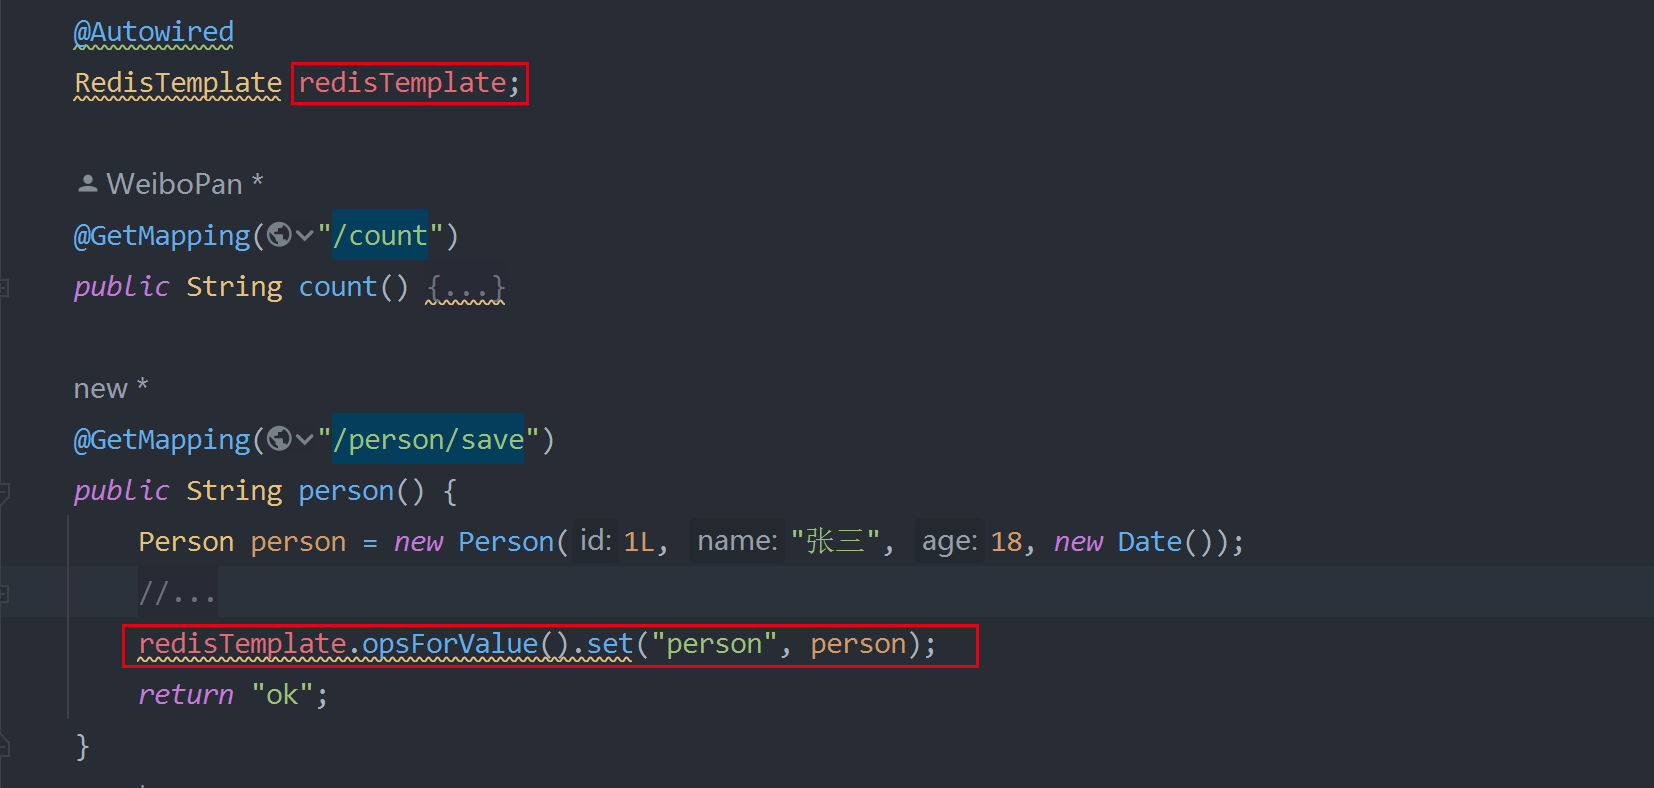 @Autowired
RedisTemplate redisTemplate;
WeiboPan *
@GetMapping("/count")
public String count() {...}
new *
@GetMapping("/person/save")
public String person() {
Person person = new Person( id: 1L, name: "张三", age: 18, new Date());
//...
redisTemplate.opsForValue().set("person", person);
return "ok";
}